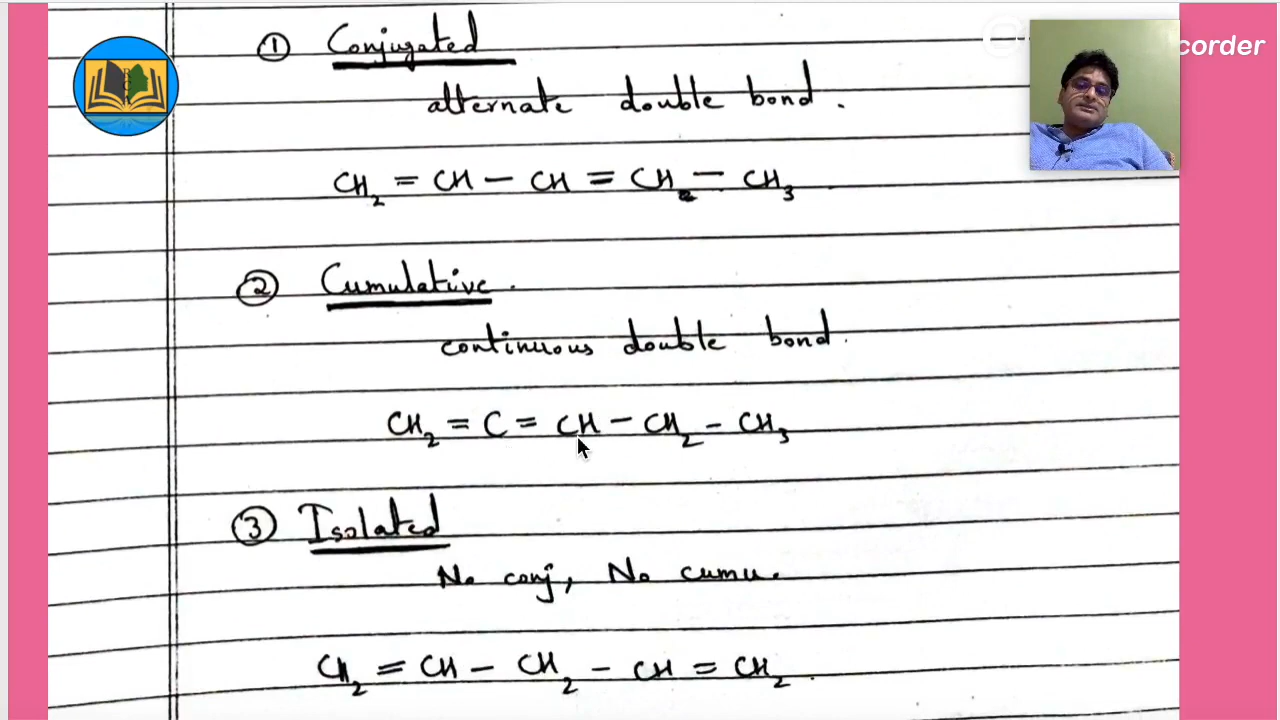 corder
① Conjugated
alternate double bond.
CH₂ = CH – CH = CH – CH₃
② Cumulative.
continuous double bond.
CH₂ = C = CH – CH₂ – CH₃
③ Isolated
No conj, No cumu.
CH₂ = CH – CH₂ – CH = CH₂.